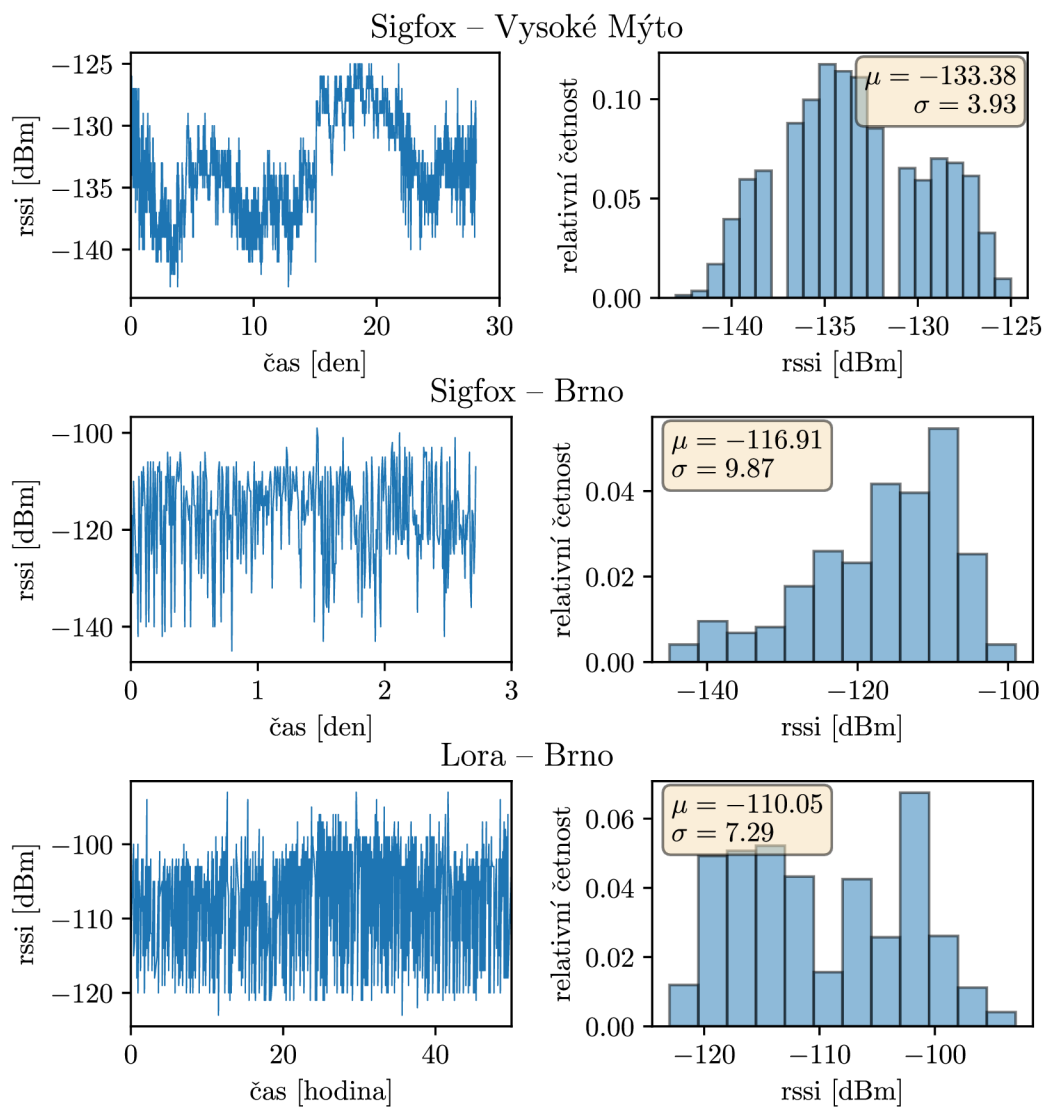 Sigfox – Vysoké Mýto
−125
−130
−135
−140
rssi [dBm]
0
10
20
30
čas [den]
μ = −133.38
σ = 3.93
0.10
0.05
0.00
relativní četnost
−140
−135
−130
−125
rssi [dBm]
Sigfox – Brno
−100
−120
−140
rssi [dBm]
0
1
2
3
čas [den]
μ = −116.91
σ = 9.87
0.04
0.02
0.00
relativní četnost
−140
−120
−100
rssi [dBm]
Lora – Brno
−100
−110
−120
rssi [dBm]
0
20
40
čas [hodina]
μ = −110.05
σ = 7.29
0.06
0.04
0.02
0.00
relativní četnost
−120
−110
−100
rssi [dBm]